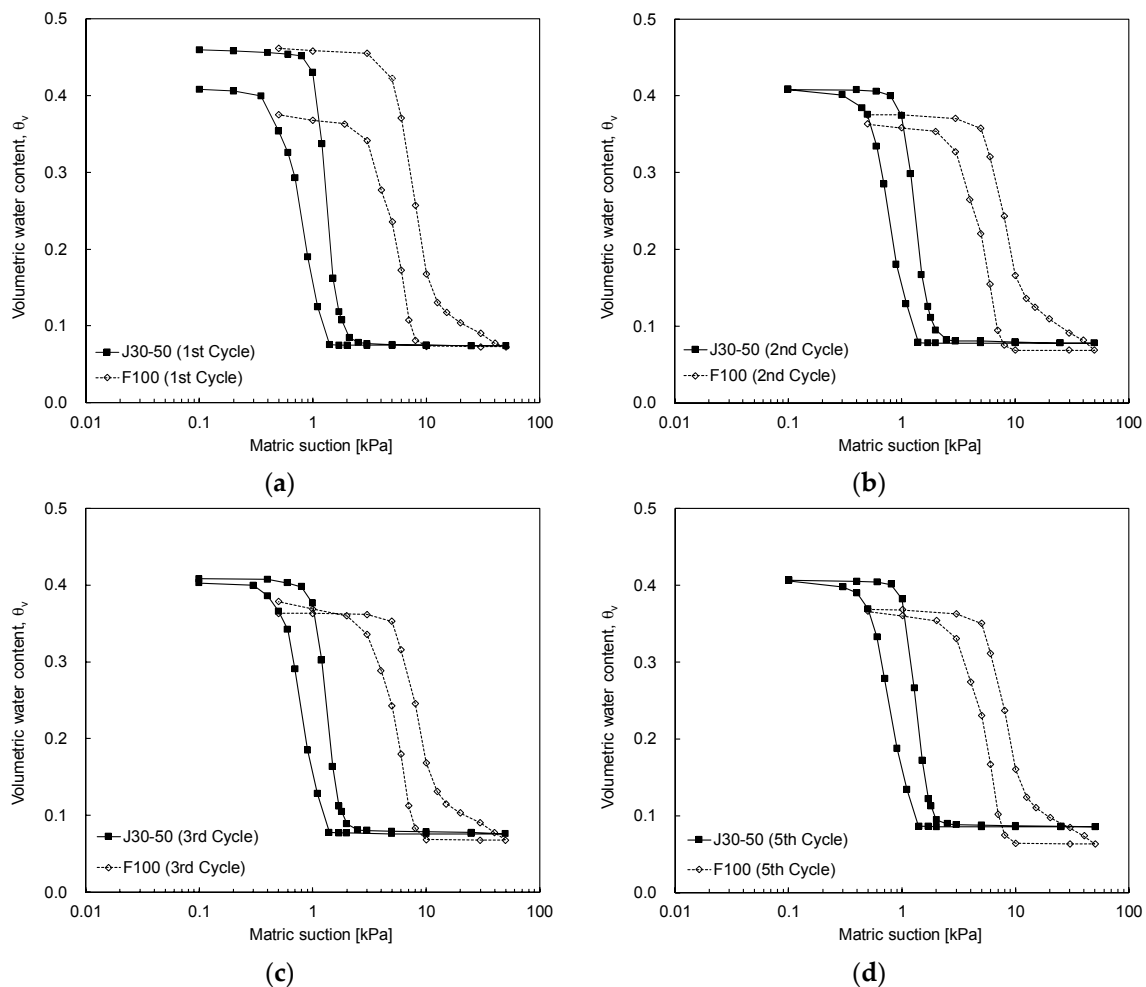 0.5
0.4
0.3
0.2
0.1
0.0
Volumetric water content, θv
J30-50 (1st Cycle)
F100 (1st Cycle)
0.01 0.1 1 10 100
Matric suction [kPa]
(a)
0.5
0.4
0.3
0.2
0.1
0.0
Volumetric water content, θv
J30-50 (2nd Cycle)
F100 (2nd Cycle)
0.01 0.1 1 10 100
Matric suction [kPa]
(b)
0.5
0.4
0.3
0.2
0.1
0.0
Volumetric water content, θv
J30-50 (3rd Cycle)
F100 (3rd Cycle)
0.01 0.1 1 10 100
Matric suction [kPa]
(c)
0.5
0.4
0.3
0.2
0.1
0.0
Volumetric water content, θv
J30-50 (5th Cycle)
F100 (5th Cycle)
0.01 0.1 1 10 100
Matric suction [kPa]
(d)